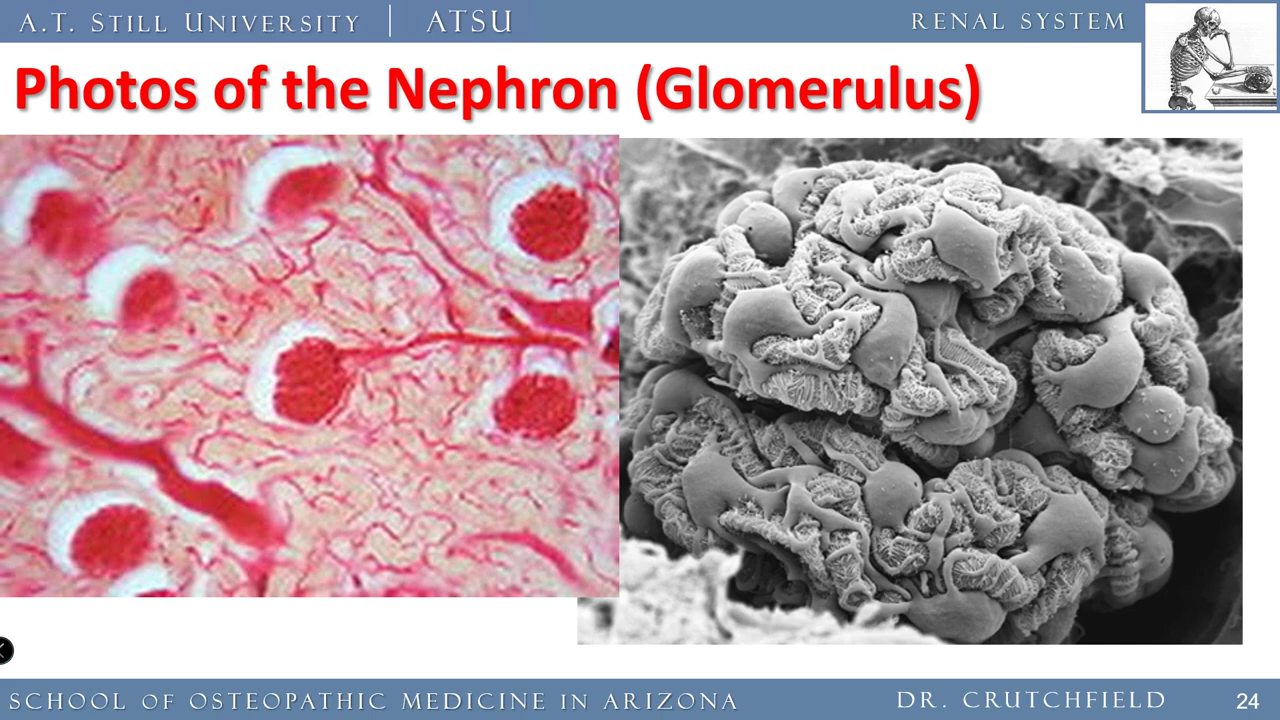 A.T. STILL UNIVERSITY | ATSU
RENAL SYSTEM
Photos of the Nephron (Glomerulus)
SCHOOL OF OSTEOPATHIC MEDICINE IN ARIZONA
DR. CRUTCHFIELD
24